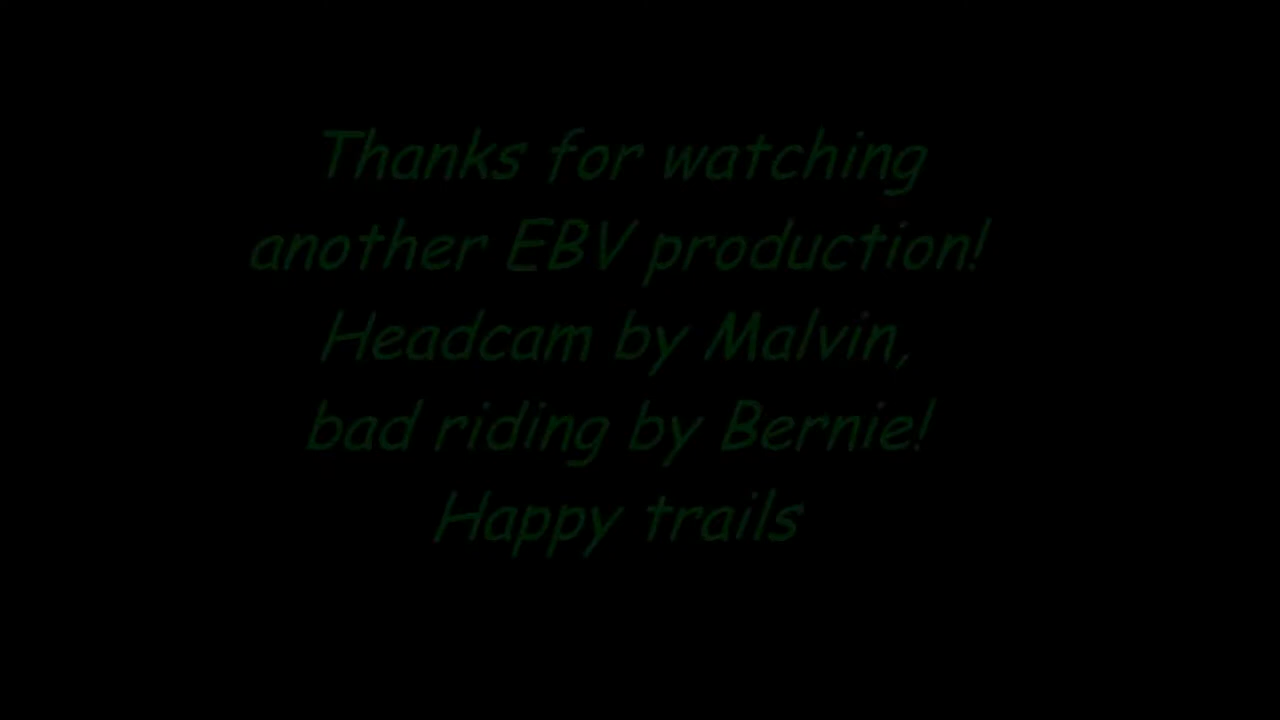 Thanks for watching
another EBV production!
Headcam by Malvin,
bad riding by Bernie!
Happy trails